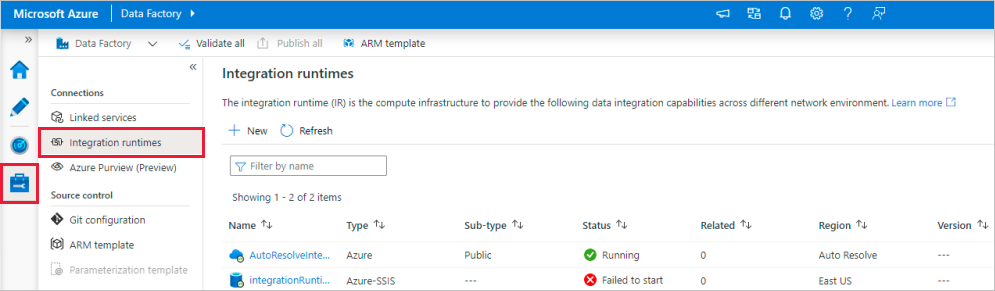 Microsoft Azure Data Factory
Data Factory Validate all Publish all ARM template
Connections
Linked services
Integration runtimes
Azure Purview (Preview)
Source control
Git configuration
ARM template
Parameterization template
Integration runtimes
The integration runtime (IR) is the compute infrastructure to provide the following data integration capabilities across different network environment. Learn more
New Refresh
Filter by name
Showing 1 - 2 of 2 items
Name Type Sub-type Status Related Region Version
AutoResolveInte... Azure Public Running 0 Auto Resolve ---
integrationRunti... Azure-SSIS --- Failed to start 0 East US ---